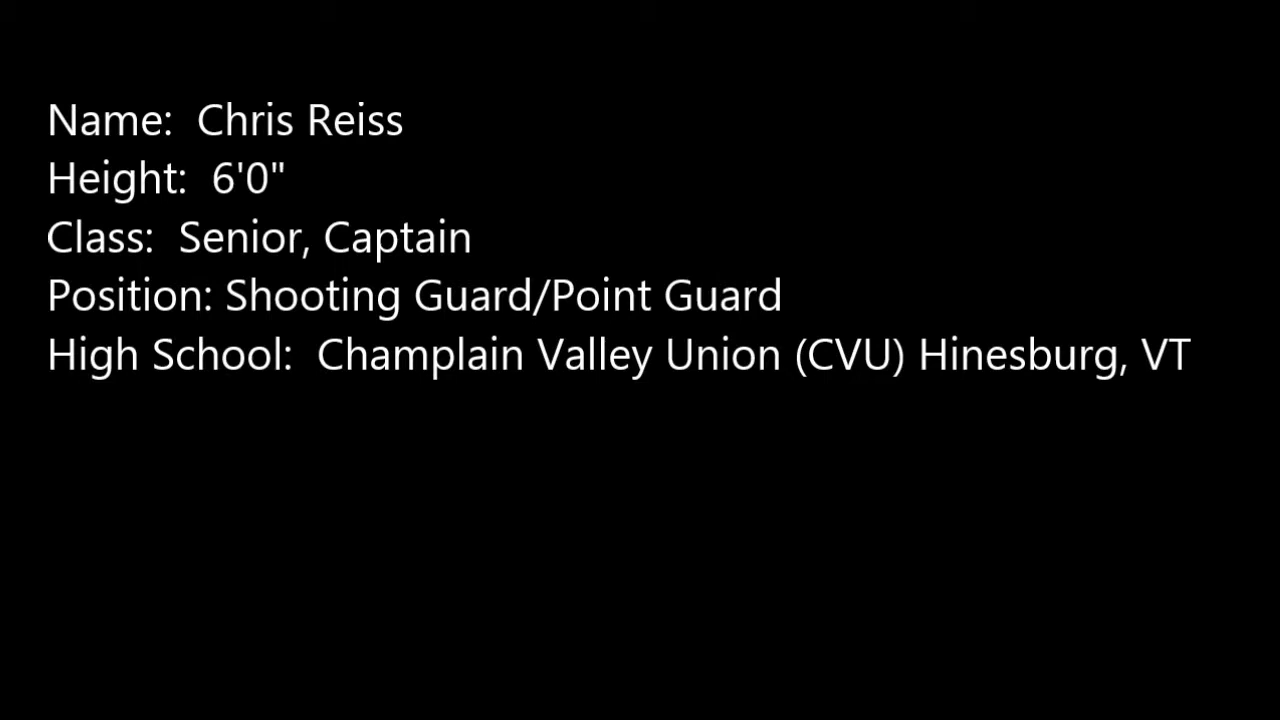 Name:  Chris Reiss
Height:  6'0"
Class:  Senior, Captain
Position: Shooting Guard/Point Guard
High School:  Champlain Valley Union (CVU) Hinesburg, VT